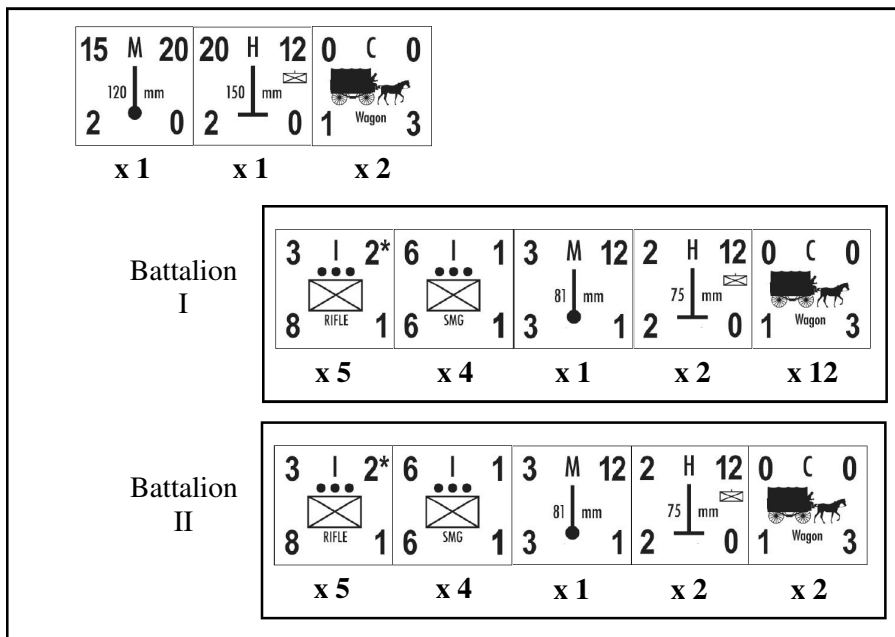 15 M 20 20 H 12 0 C 0
120 mm 150 mm
2 0 2 0 1 Wagon 3
x 1 x 1 x 2
Battalion
I
3 I 2* 6 I 1 3 M 12 2 H 12 0 C 0
81 mm 75 mm
RIFLE SMG Wagon
8 1 6 1 3 1 2 0 1 3
x 5 x 4 x 1 x 2 x 12
Battalion
II
3 I 2* 6 I 1 3 M 12 2 H 12 0 C 0
81 mm 75 mm
RIFLE SMG Wagon
8 1 6 1 3 1 2 0 1 3
x 5 x 4 x 1 x 2 x 2